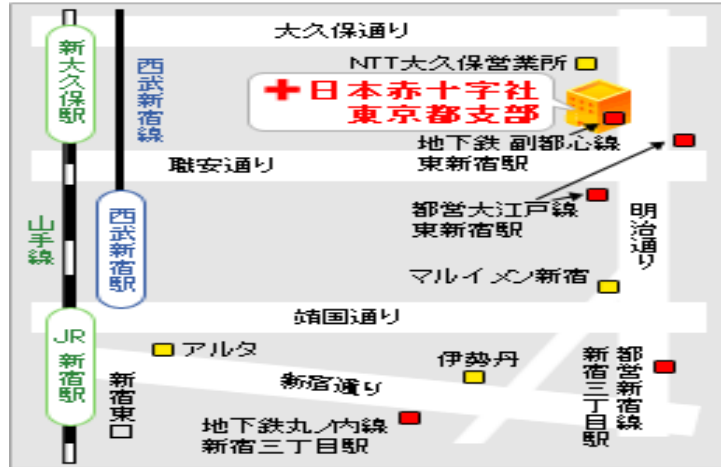 大久保通り
新大久保駅
西武新宿線
NTT大久保営業所
日本赤十字社
東京都支部
地下鉄 副都心線
東新宿駅
職安通り
山手線
西武新宿駅
都営大江戸線
東新宿駅
明治通り
マルイメン新宿
靖国通り
JR
新宿駅
アルタ
新宿東口
新宿通り
伊勢丹
都営新宿線
新宿三丁目駅
地下鉄丸ノ内線
新宿三丁目駅